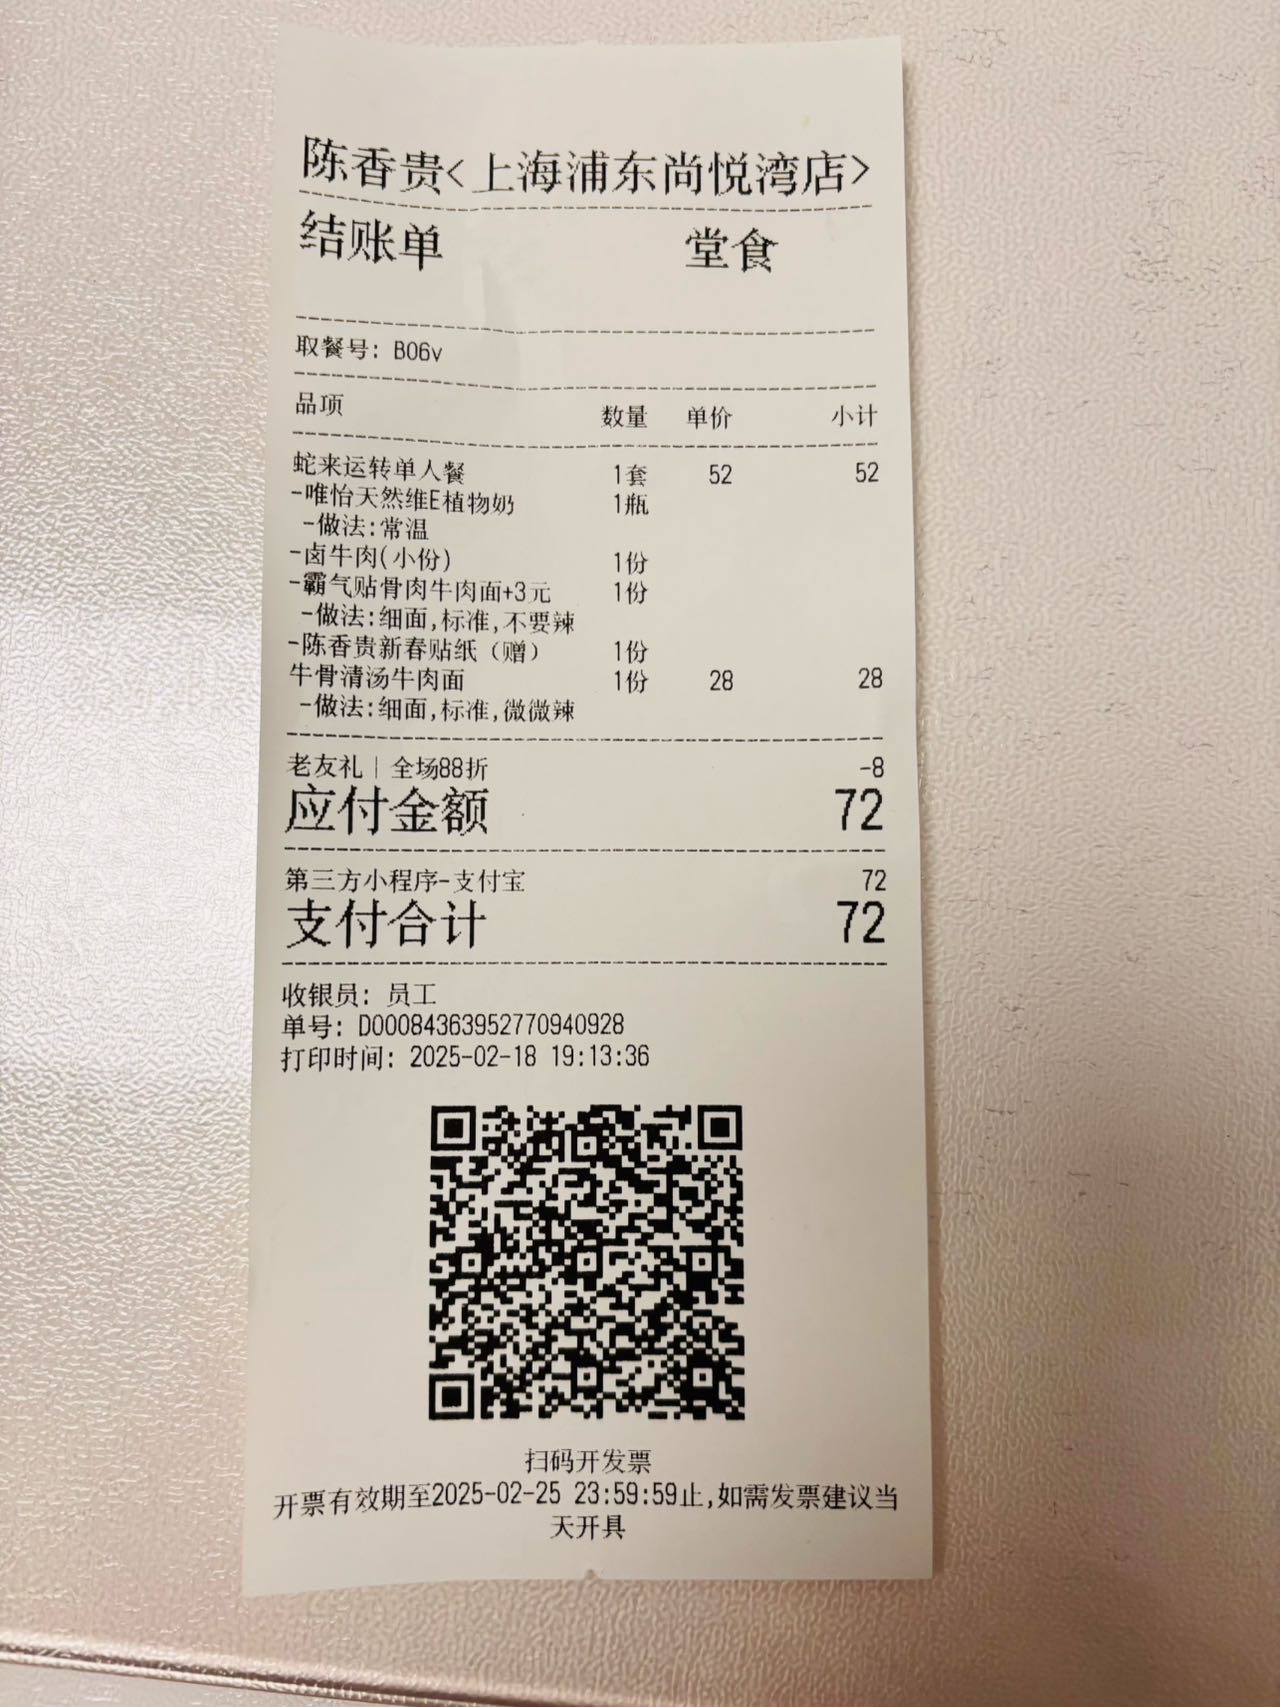 陈香贵<上海浦东尚悦湾店>
结账单 堂食
取餐号: B06v
品项 数量 单价 小计
蛇来运转单人餐 1套 52 52
-唯怡天然维E植物奶 1瓶
-做法:常温
-卤牛肉(小份) 1份
-霸气贴骨肉牛肉面+3元 1份
-做法:细面,标准,不要辣
-陈香贵新春贴纸（赠） 1份
牛骨清汤牛肉面 1份 28 28
-做法:细面,标准,微微辣
老友礼|全场88折 -8
应付金额 72
第三方小程序-支付宝 72
支付合计 72
收银员: 员工
单号: D00084363952770940928
打印时间: 2025-02-18 19:13:36
扫码开发票
开票有效期至2025-02-25 23:59:59止,如需发票建议当
天开具